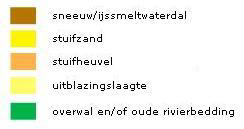 sneeuw/ijssmeltwaterdal
stuifzand
stuifheuvel
uitblazingslaagte
overwal en/of oude rivierbedding